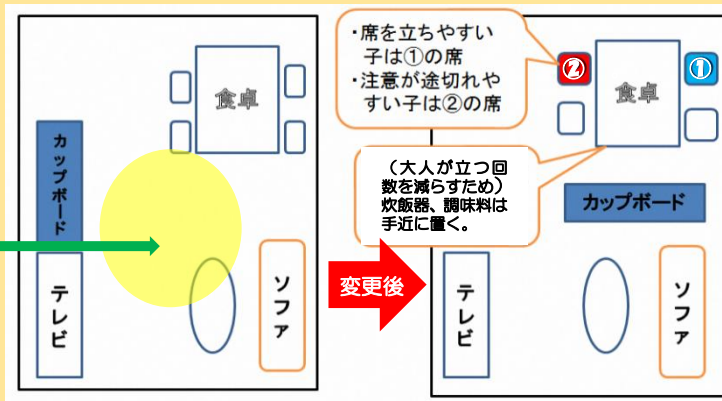 食卓
カップボード
テレビ
ソファ
変更後
・席を立ちやすい
子は①の席
・注意が途切れや
すい子は②の席
②
①
食卓
(大人が立つ回
数を減らすため)
炊飯器、調味料は
手近に置く。
カップボード
テレビ
ソファ